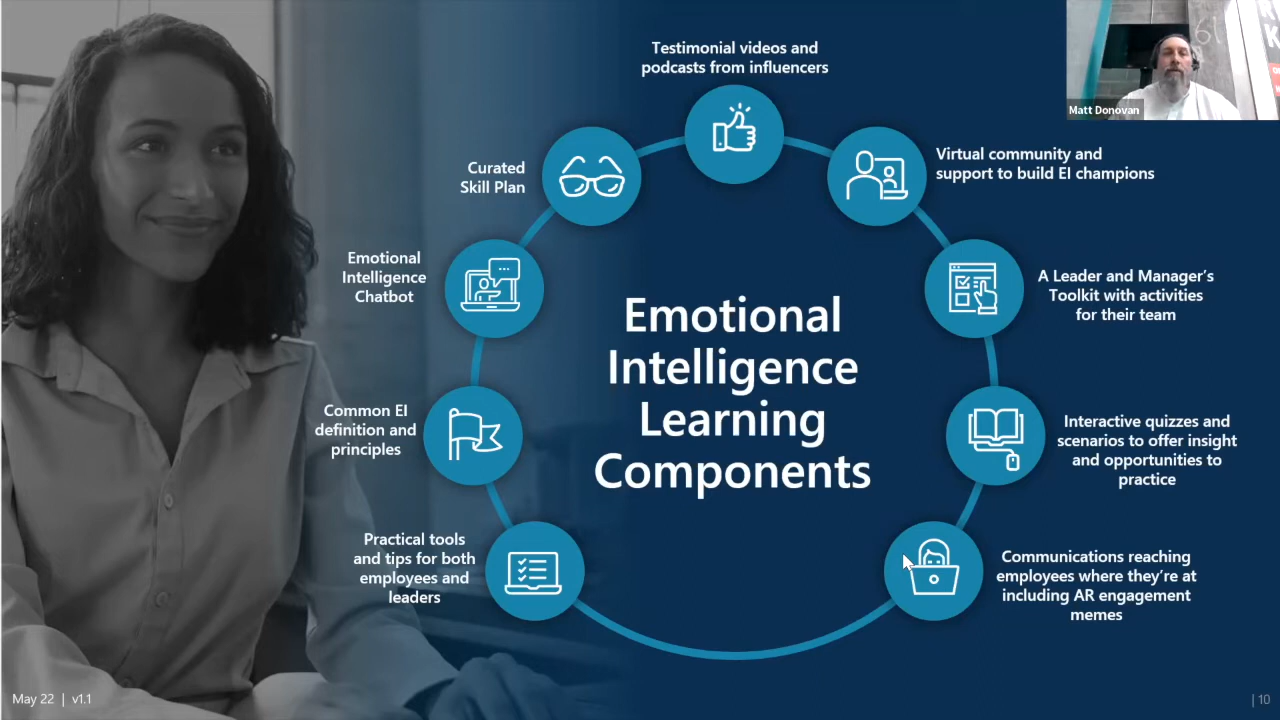 Testimonial videos and
podcasts from influencers
Matt Donovan
Curated
Skill Plan
Virtual community and
support to build EI champions
Emotional
Intelligence
Chatbot
A Leader and Manager's
Toolkit with activities
for their team
Emotional
Intelligence
Learning
Components
Common EI
definition and
principles
Interactive quizzes and
scenarios to offer insight
and opportunities to
practice
Practical tools
and tips for both
employees and
leaders
Communications reaching
employees where they're at
including AR engagement
memes
May 22 | v1.1
| 10